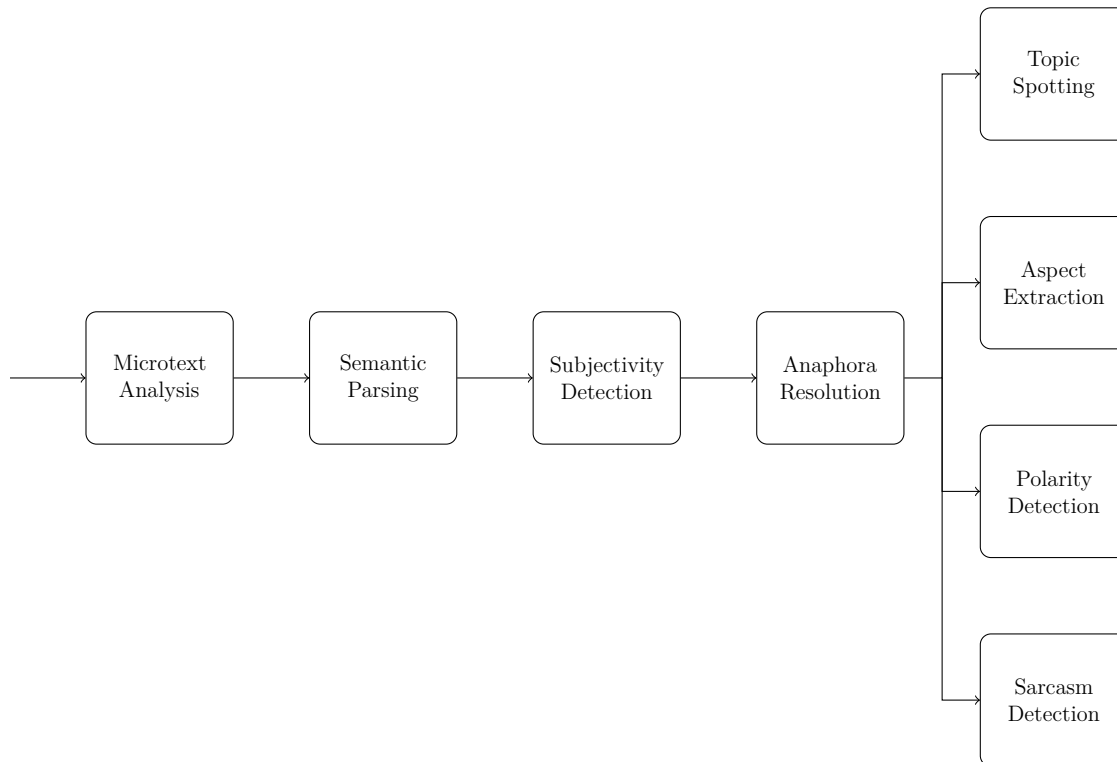 Microtext
Analysis
Semantic
Parsing
Subjectivity
Detection
Anaphora
Resolution
Topic
Spotting
Aspect
Extraction
Polarity
Detection
Sarcasm
Detection